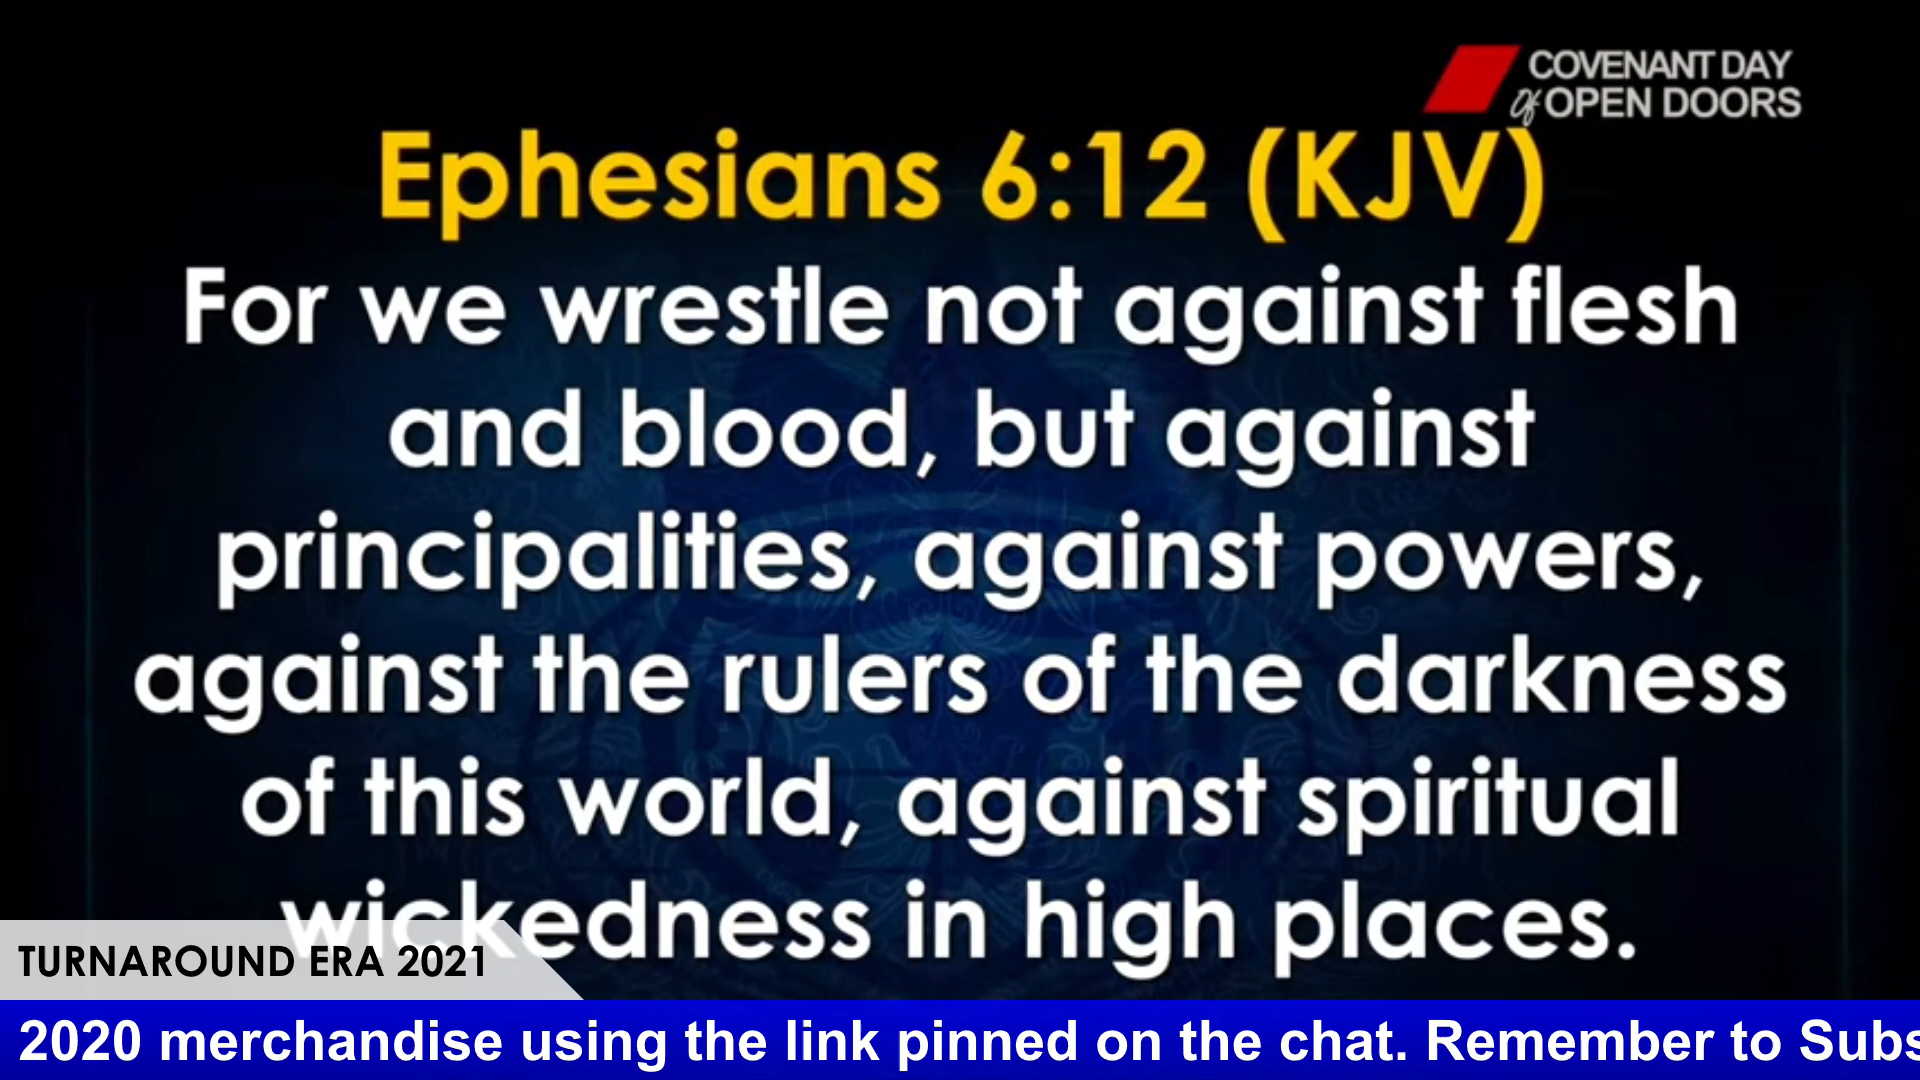 COVENANT DAY
Of OPEN DOORS
Ephesians 6:12 (KJV)
For we wrestle not against flesh
and blood, but against
principalities, against powers,
against the rulers of the darkness
of this world, against spiritual
wickedness in high places.
TURNAROUND ERA 2021
2020 merchandise using the link pinned on the chat. Remember to Subs